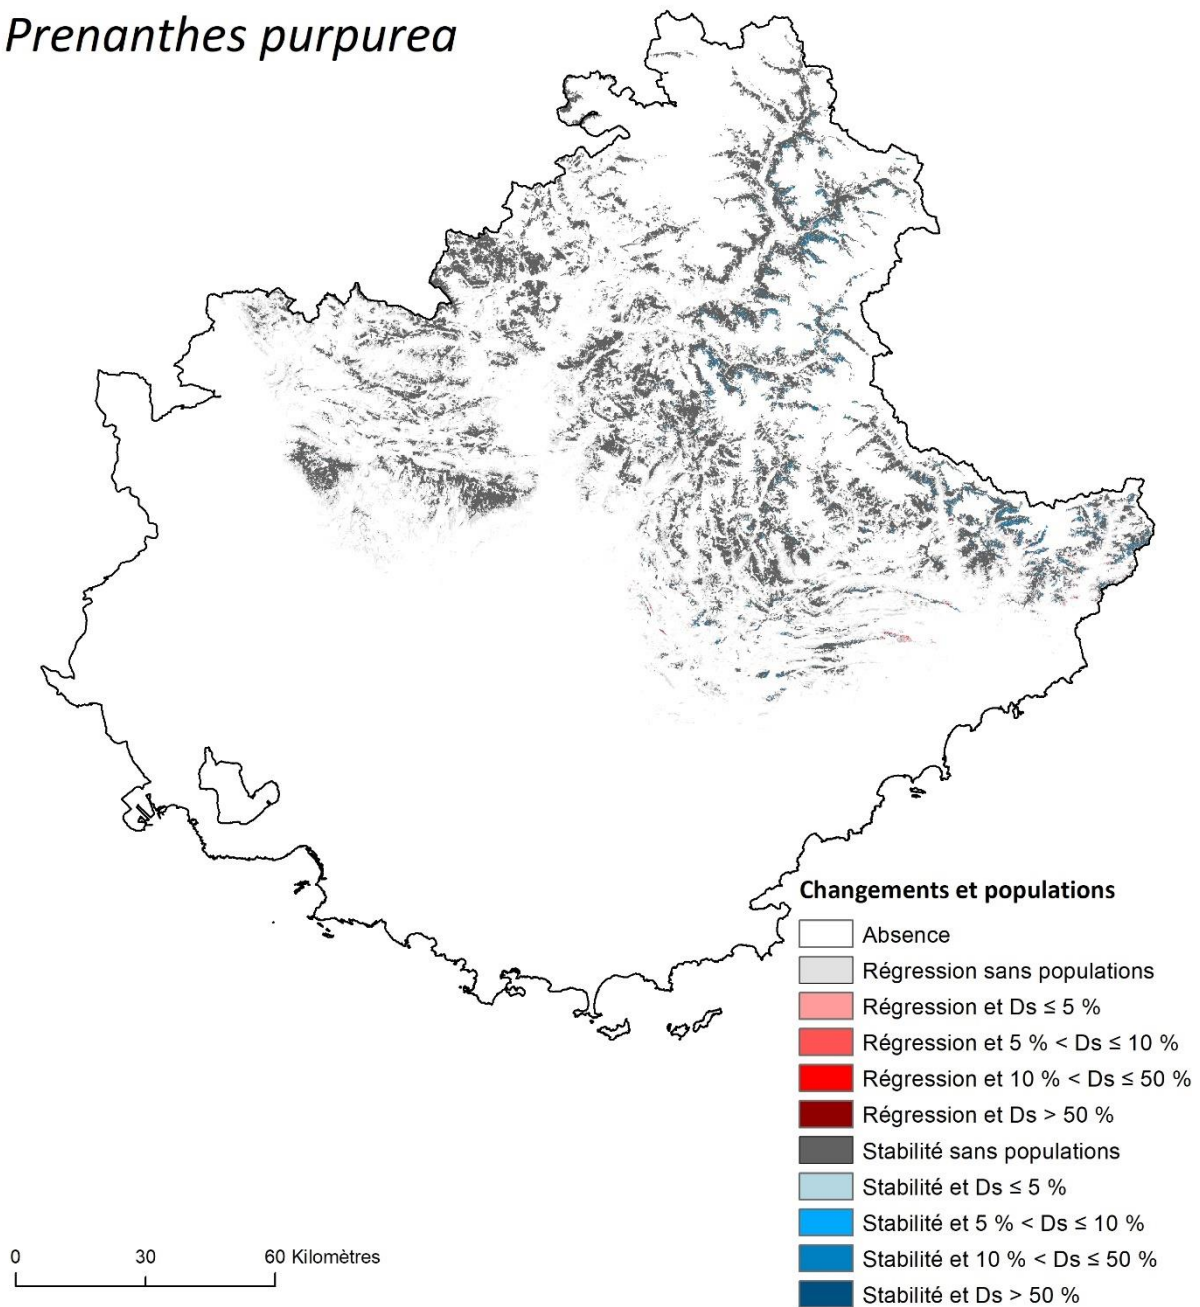 Prenanthes purpurea
Changements et populations
Absence
Régression sans populations
Régression et Ds ≤ 5 %
Régression et 5 % < Ds ≤ 10 %
Régression et 10 % < Ds ≤ 50 %
Régression et Ds > 50 %
Stabilité sans populations
Stabilité et Ds ≤ 5 %
Stabilité et 5 % < Ds ≤ 10 %
Stabilité et 10 % < Ds ≤ 50 %
Stabilité et Ds > 50 %
0 30 60 Kilomètres